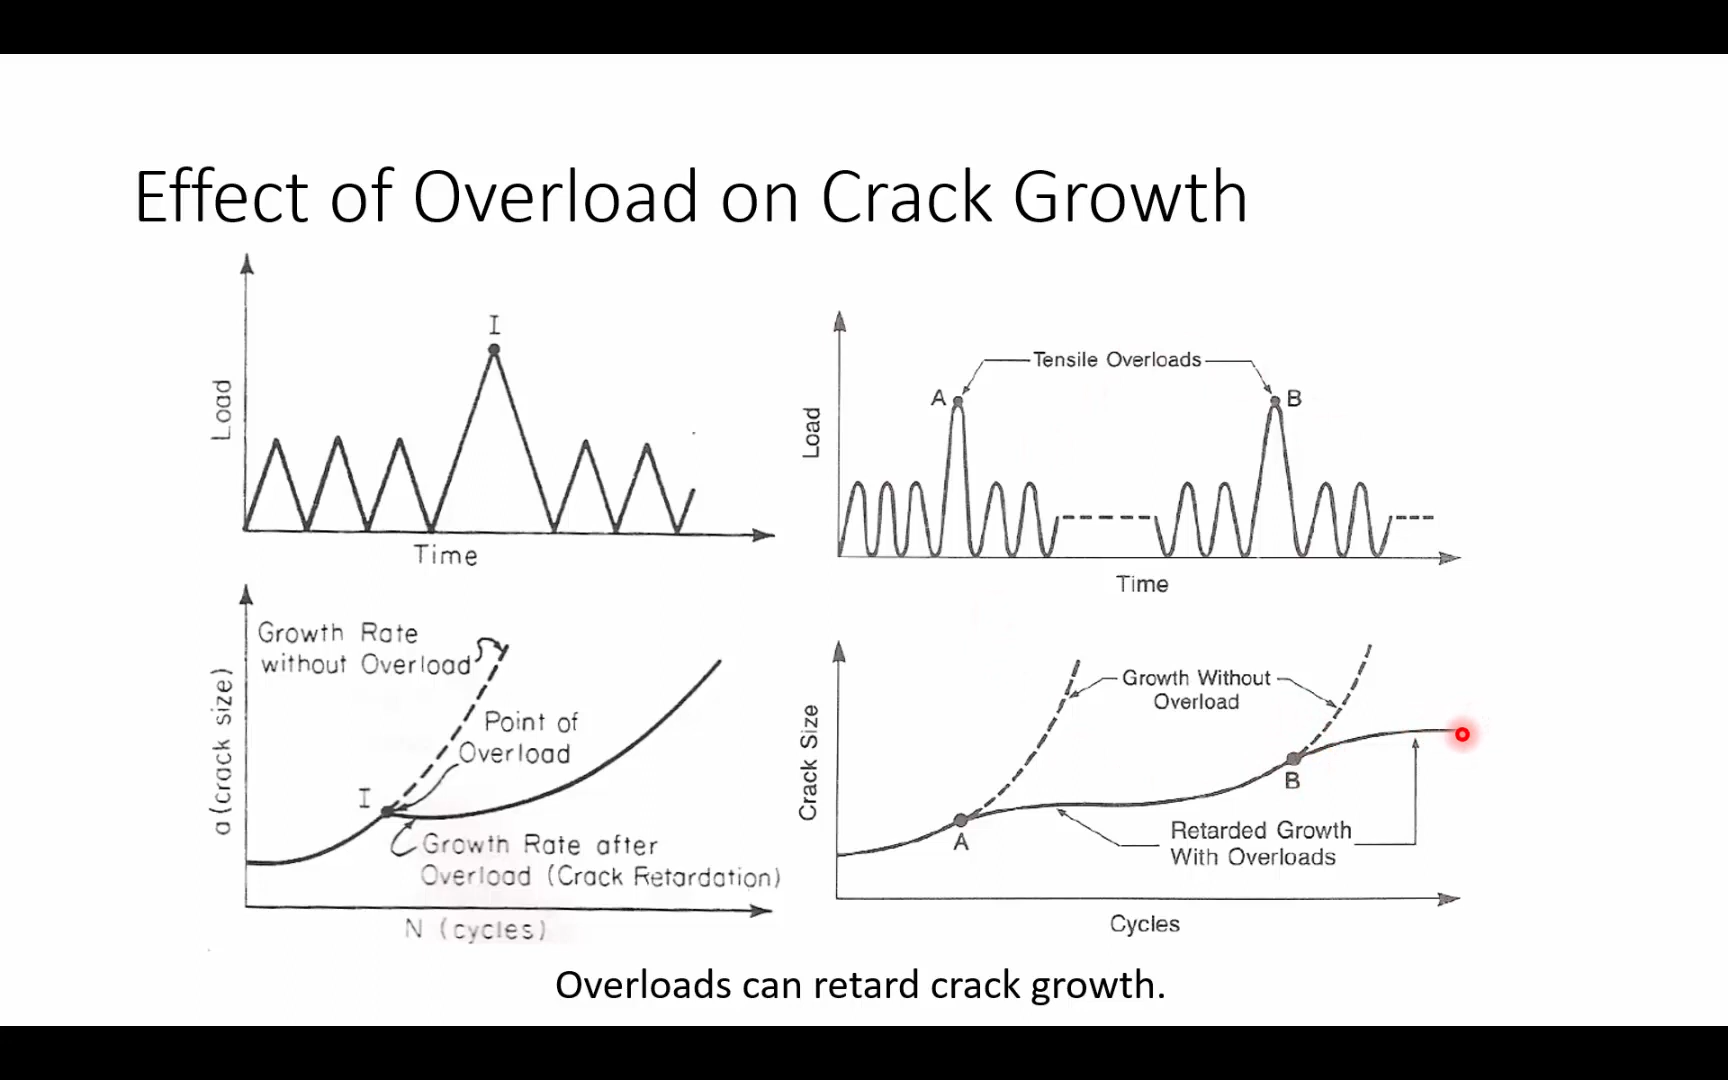 Effect of Overload on Crack Growth
I
Load
Time
Tensile Overloads
A
B
Load
Time
Growth Rate
without Overload
Point of
Overload
I
a (crack size)
Growth Rate after
Overload (Crack Retardation)
N (cycles)
Growth Without
Overload
Crack Size
A
B
Retarded Growth
With Overloads
Cycles
Overloads can retard crack growth.